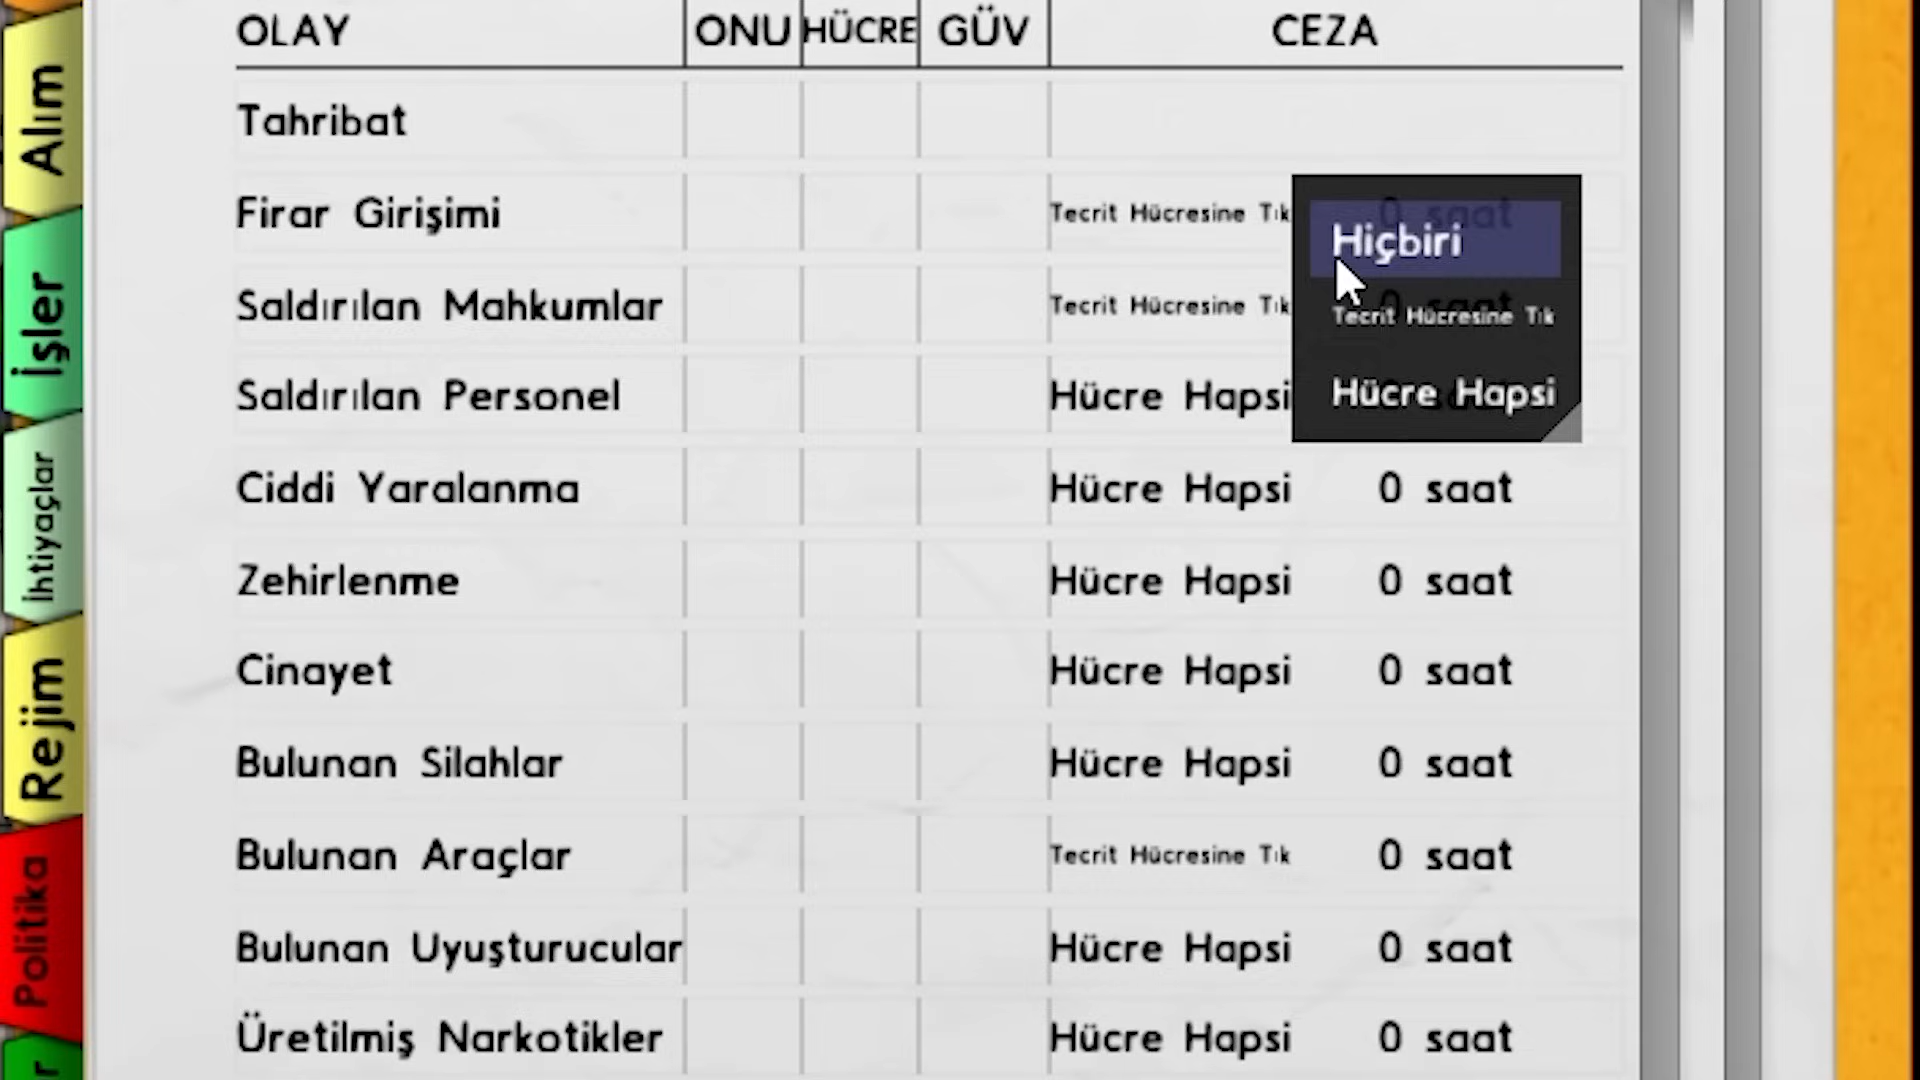 OLAY ONU HÜCRE GÜV CEZA
Tahribat
Firar Girişimi Tecrit Hücresine Tık 0 saat
Saldırılan Mahkumlar Tecrit Hücresine Tık
Saldırılan Personel Hücre Hapsi
Ciddi Yaralanma Hücre Hapsi 0 saat
Zehirlenme Hücre Hapsi 0 saat
Cinayet Hücre Hapsi 0 saat
Bulunan Silahlar Hücre Hapsi 0 saat
Bulunan Araçlar Tecrit Hücresine Tık 0 saat
Bulunan Uyuşturucular Hücre Hapsi 0 saat
Üretilmiş Narkotikler Hücre Hapsi 0 saat
Hiçbiri
Tecrit Hücresine Tık
Hücre Hapsi
Alım
İşler
İhtiyaçlar
Rejim
Politika